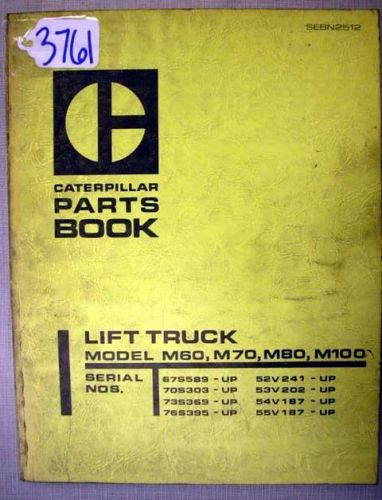 SEBN2512
3761
CATERPILLAR
PARTS
BOOK
LIFT TRUCK
MODEL M60, M70, M80, M100
SERIAL NOS.
67S589 - UP 52V241 - UP
70S303 - UP 53V202 - UP
73S369 - UP 54V187 - UP
76S395 - UP 55V187 - UP